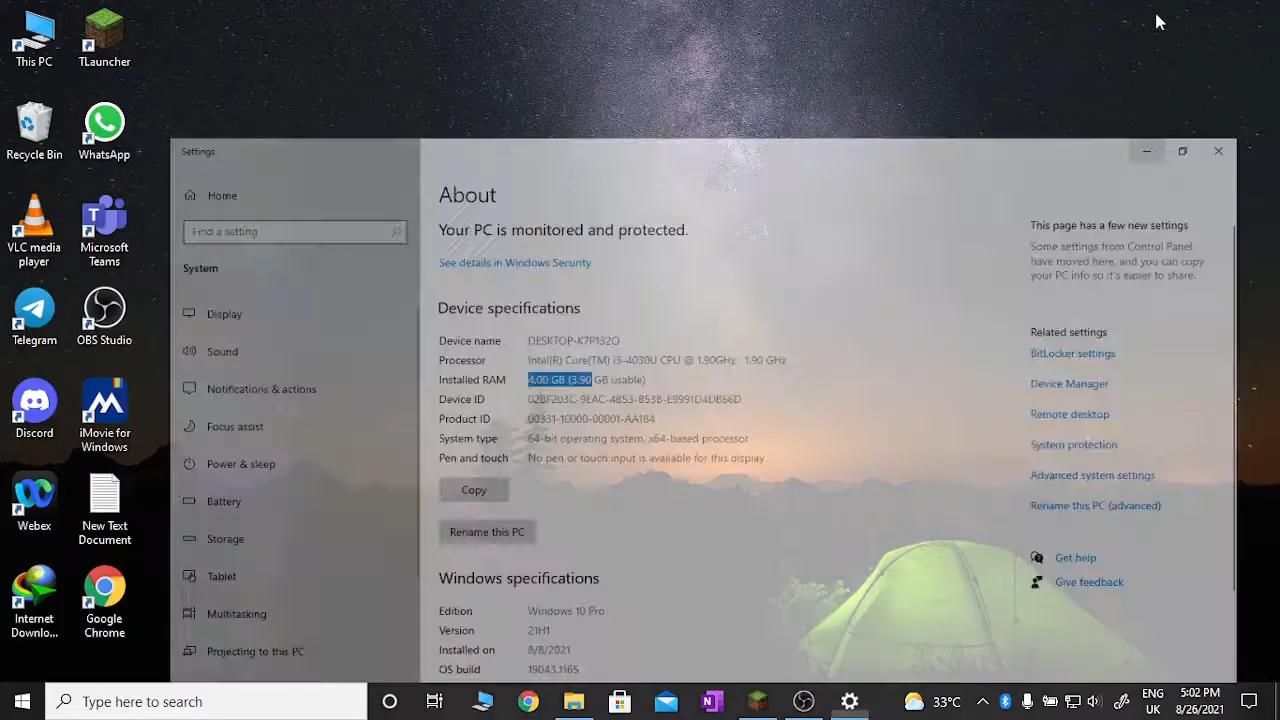 This PC
TLauncher
Recycle Bin
WhatsApp
VLC media
player
Microsoft
Teams
Telegram
OBS Studio
Discord
iMovie for
Windows
Webex
New Text
Document
Internet
Downlo...
Google
Chrome
Settings
Home
Find a setting
System
Display
Sound
Notifications & actions
Focus assist
Power & sleep
Battery
Storage
Tablet
Multitasking
Projecting to this PC
About
Your PC is monitored and protected.
See details in Windows Security
Device specifications
Device name DESKTOP-K7P132O
Processor Intel(R) Core(TM) i3-4030U CPU @ 1.90GHz 1.90 GHz
Installed RAM 4.00 GB (3.90 GB usable)
Device ID 02BF203C-9EAC-4853-853B-E9991D4DB66D
Product ID 00331-10000-00001-AA184
System type 64-bit operating system, x64-based processor
Pen and touch No pen or touch input is available for this display
Copy
Rename this PC
Windows specifications
Edition Windows 10 Pro
Version 21H1
Installed on 8/8/2021
OS build 19043.1165
This page has a few new settings
Some settings from Control Panel
have moved here, and you can copy
your PC info so it's easier to share.
Related settings
BitLocker settings
Device Manager
Remote desktop
System protection
Advanced system settings
Rename this PC (advanced)
Get help
Give feedback
Type here to search
33°C
ENG
UK
5:02 PM
8/26/2021